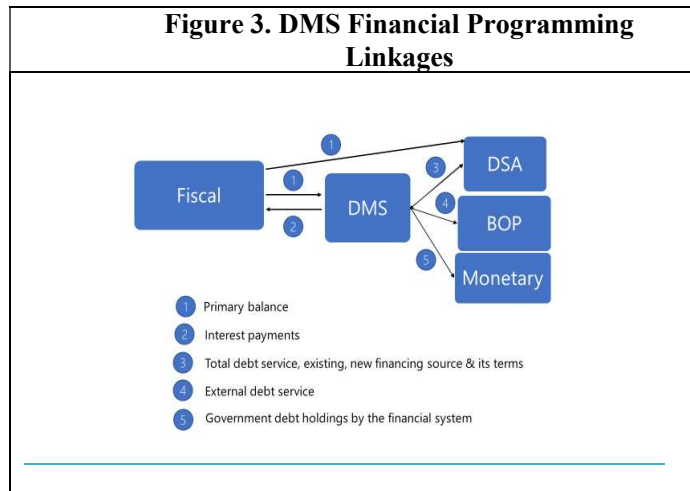 Figure 3. DMS Financial Programming
Linkages
1
DSA
3
Fiscal
1
DMS
4
2
BOP
5
Monetary
1 Primary balance
2 Interest payments
3 Total debt service, existing, new financing source & its terms
4 External debt service
5 Government debt holdings by the financial system